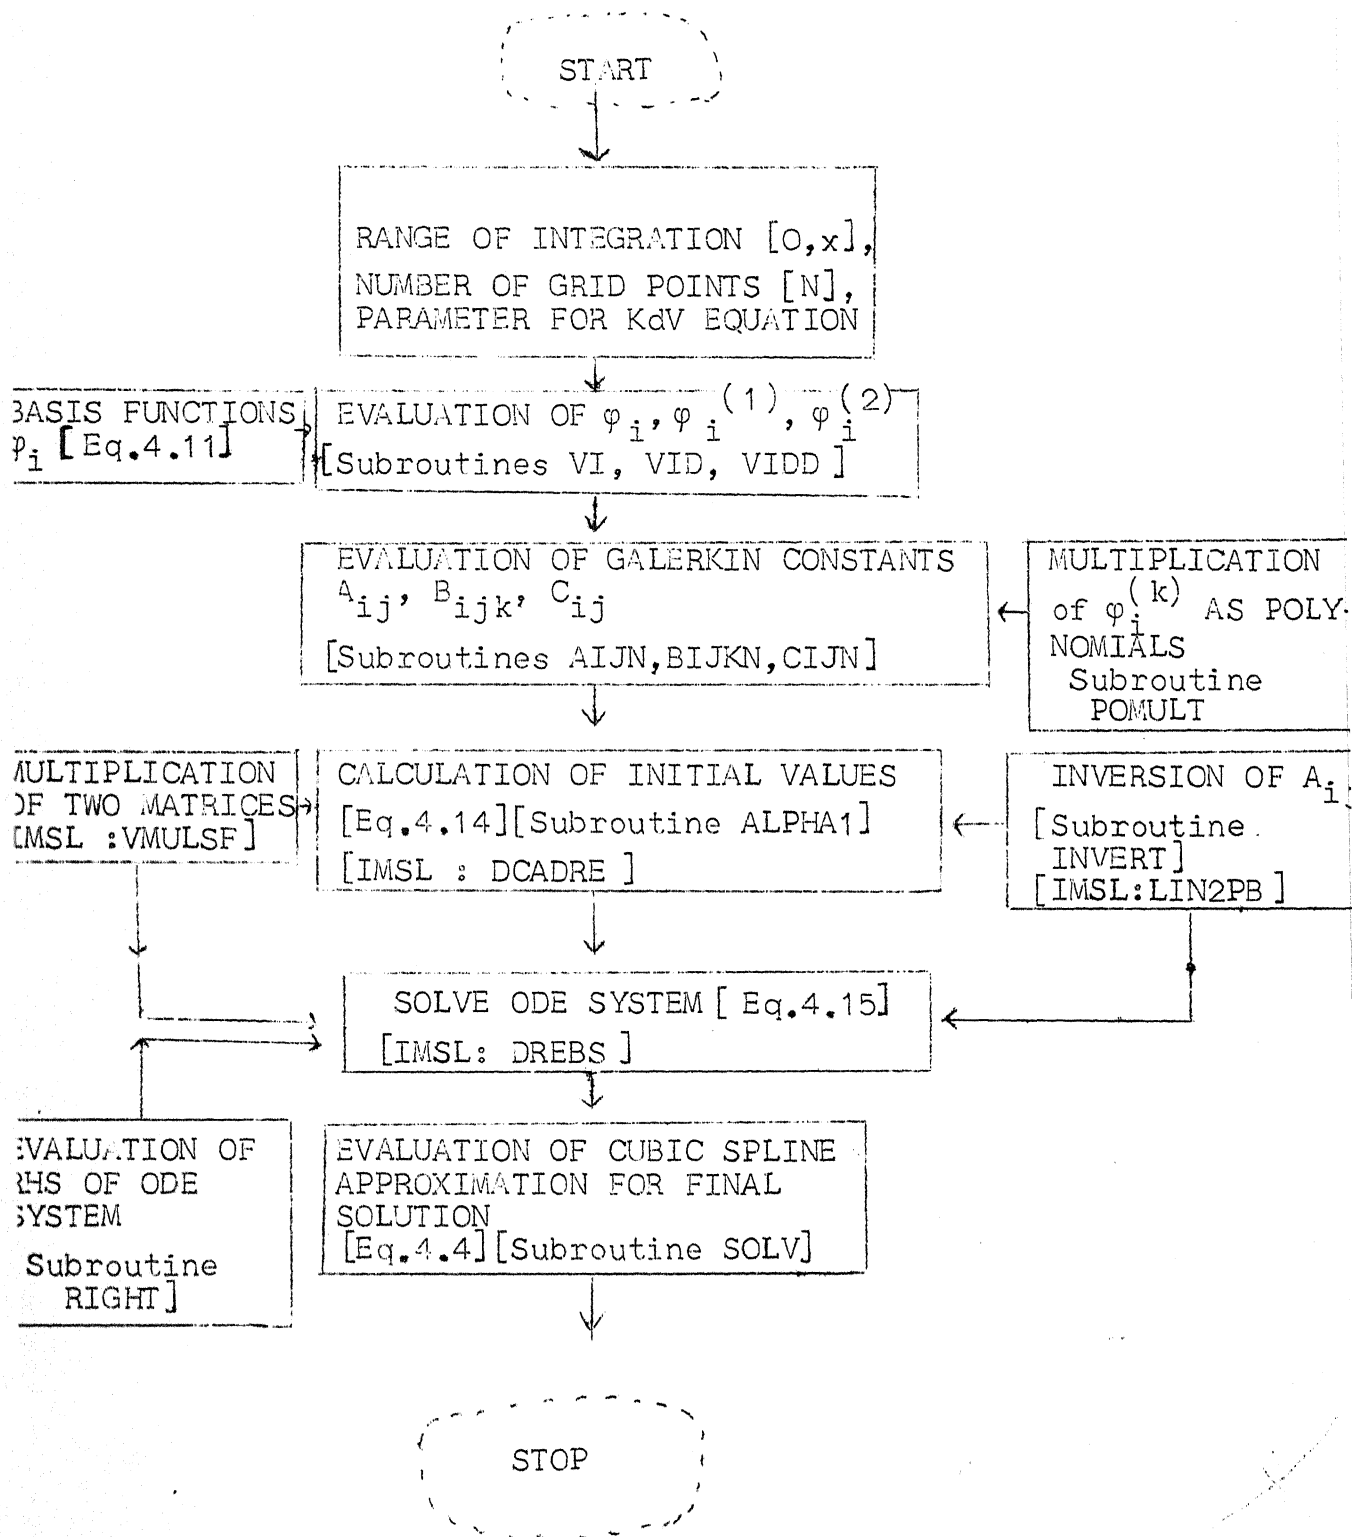 START
RANGE OF INTEGRATION [O,x],
NUMBER OF GRID POINTS [N],
PARAMETER FOR KdV EQUATION
BASIS FUNCTIONS
φi [Eq.4.11]
EVALUATION OF φi, φi(1), φi(2)
[Subroutines VI, VID, VIDD ]
EVALUATION OF GALERKIN CONSTANTS
Aij, Bijk, Cij
[Subroutines AIJN,BIJKN,CIJN]
MULTIPLICATION
of φi(k) AS POLY-
NOMIALS
Subroutine
POMULT
MULTIPLICATION
OF TWO MATRICES
[IMSL :VMULSF]
CALCULATION OF INITIAL VALUES
[Eq.4.14][Subroutine ALPHA1]
[IMSL : DCADRE ]
INVERSION OF Ai
[Subroutine
INVERT]
[IMSL:LIN2PB ]
SOLVE ODE SYSTEM [ Eq.4.15]
[IMSL: DREBS ]
EVALUATION OF
RHS OF ODE
SYSTEM
Subroutine
RIGHT]
EVALUATION OF CUBIC SPLINE
APPROXIMATION FOR FINAL
SOLUTION
[Eq.4.4][Subroutine SOLV]
STOP